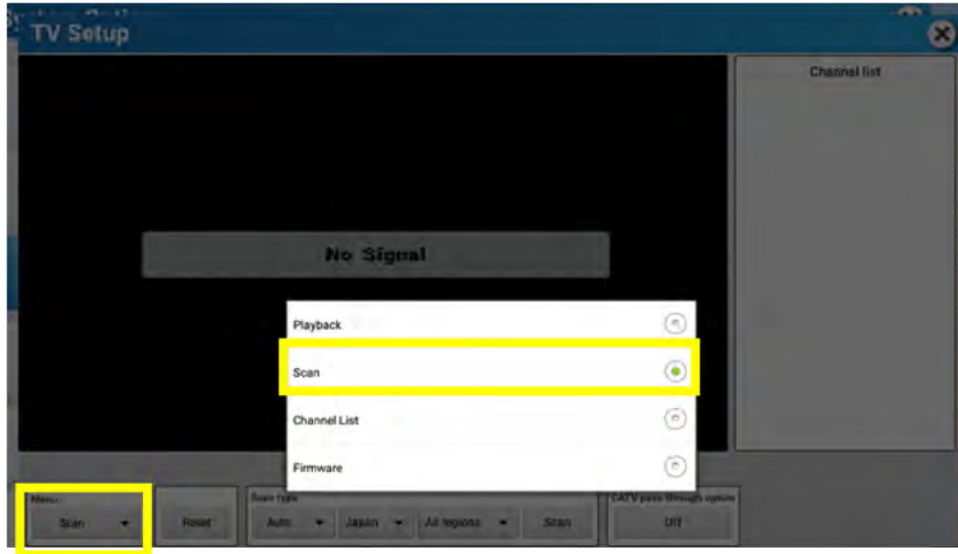 TV Setup
Channel list
No Signal
Playback
Scan
Channel List
Firmware
Menu
Scan
Reset
Scan type
Auto
Japan
All regions
Scan
CATV pass-through option
Off